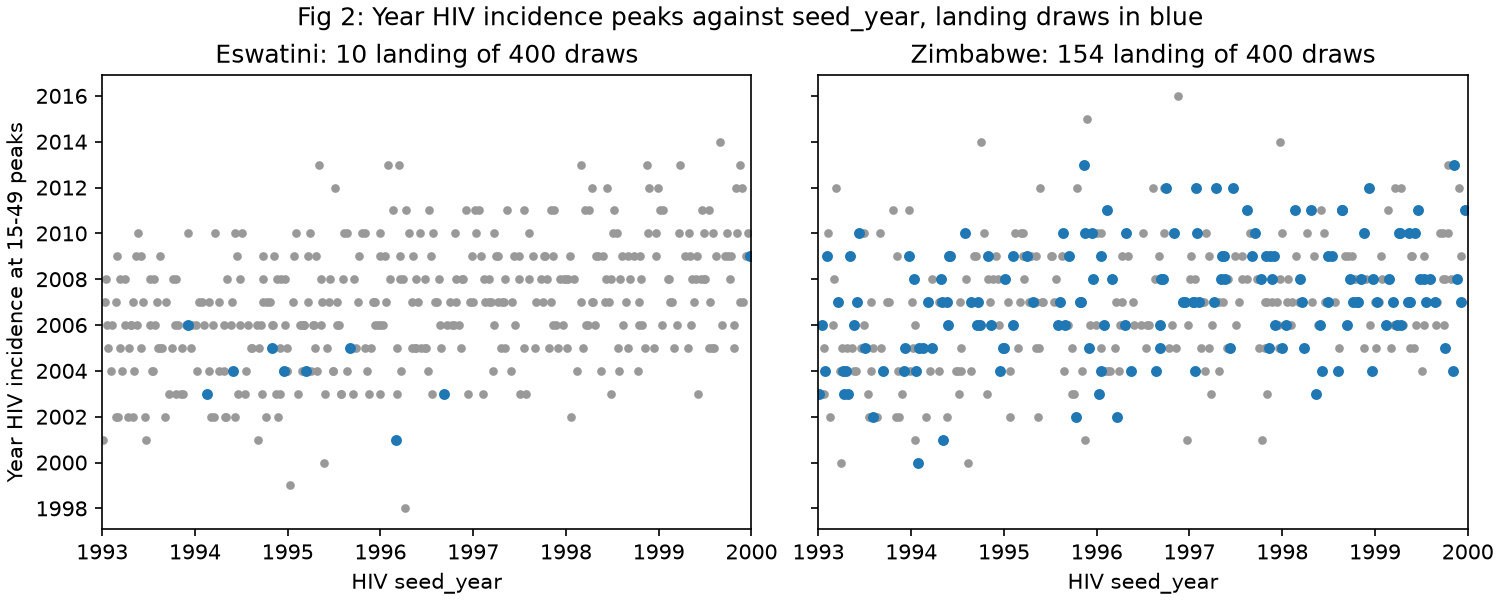 Fig 2: Year HIV incidence peaks against seed_year, landing draws in blue
Eswatini: 10 landing of 400 draws
Zimbabwe: 154 landing of 400 draws
Year HIV incidence at 15-49 peaks
2016
2014
2012
2010
2008
2006
2004
2002
2000
1998
1993 1994 1995 1996 1997 1998 1999 2000
HIV seed_year
1993 1994 1995 1996 1997 1998 1999 2000
HIV seed_year